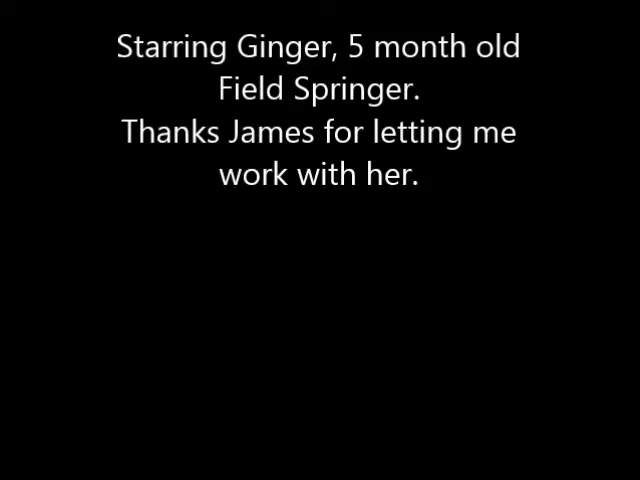 Starring Ginger, 5 month old
Field Springer.
Thanks James for letting me
work with her.